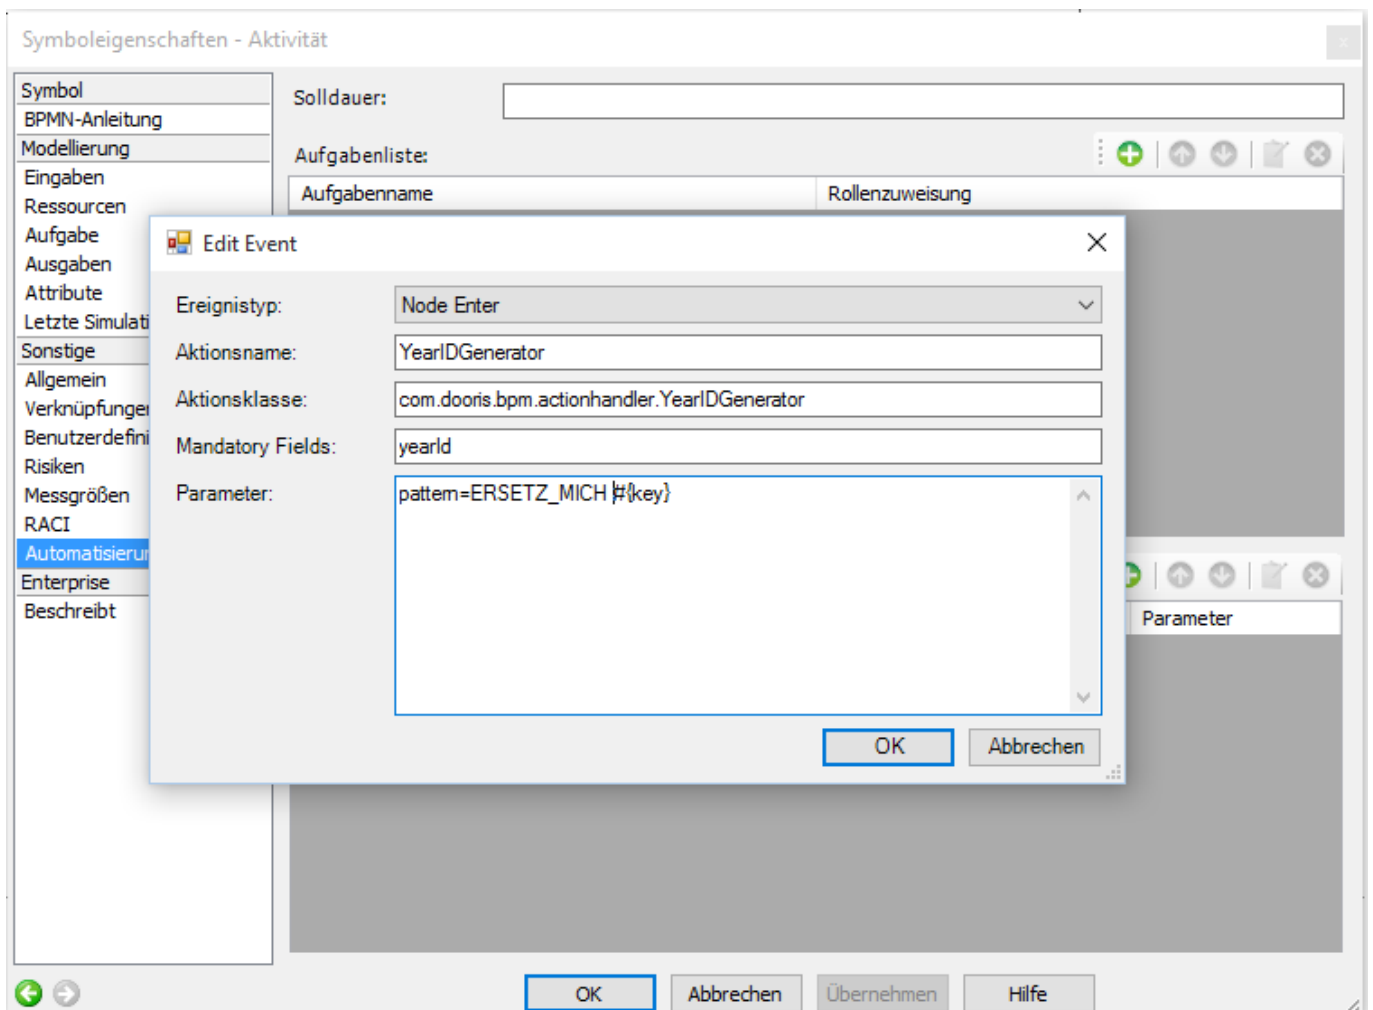 Symboleigenschaften - Aktivität
Symbol
BPMN-Anleitung
Modellierung
Eingaben
Ressourcen
Aufgabe
Ausgaben
Attribute
Letzte Simulati
Sonstige
Allgemein
Verknüpfunge
Benutzerdefini
Risiken
Messgrößen
RACI
Automatisieru
Enterprise
Beschreibt
Solldauer:
Aufgabenliste:
Aufgabenname Rollenzuweisung
Edit Event
Ereignistyp: Node Enter
Aktionsname: YearIDGenerator
Aktionsklasse: com.dooris.bpm.actionhandler.YearIDGenerator
Mandatory Fields: yearId
Parameter: pattern=ERSETZ_MICH #{key}
OK Abbrechen
Parameter
OK Abbrechen Übernehmen Hilfe